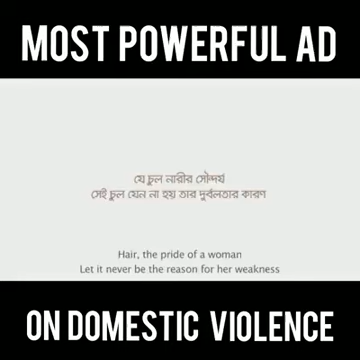 MOST POWERFUL AD
যে চুল নারীর সৌন্দর্য
সেই চুল যেন না হয় তার দুর্বলতার কারণ
Hair, the pride of a woman
Let it never be the reason for her weakness
ON DOMESTIC VIOLENCE